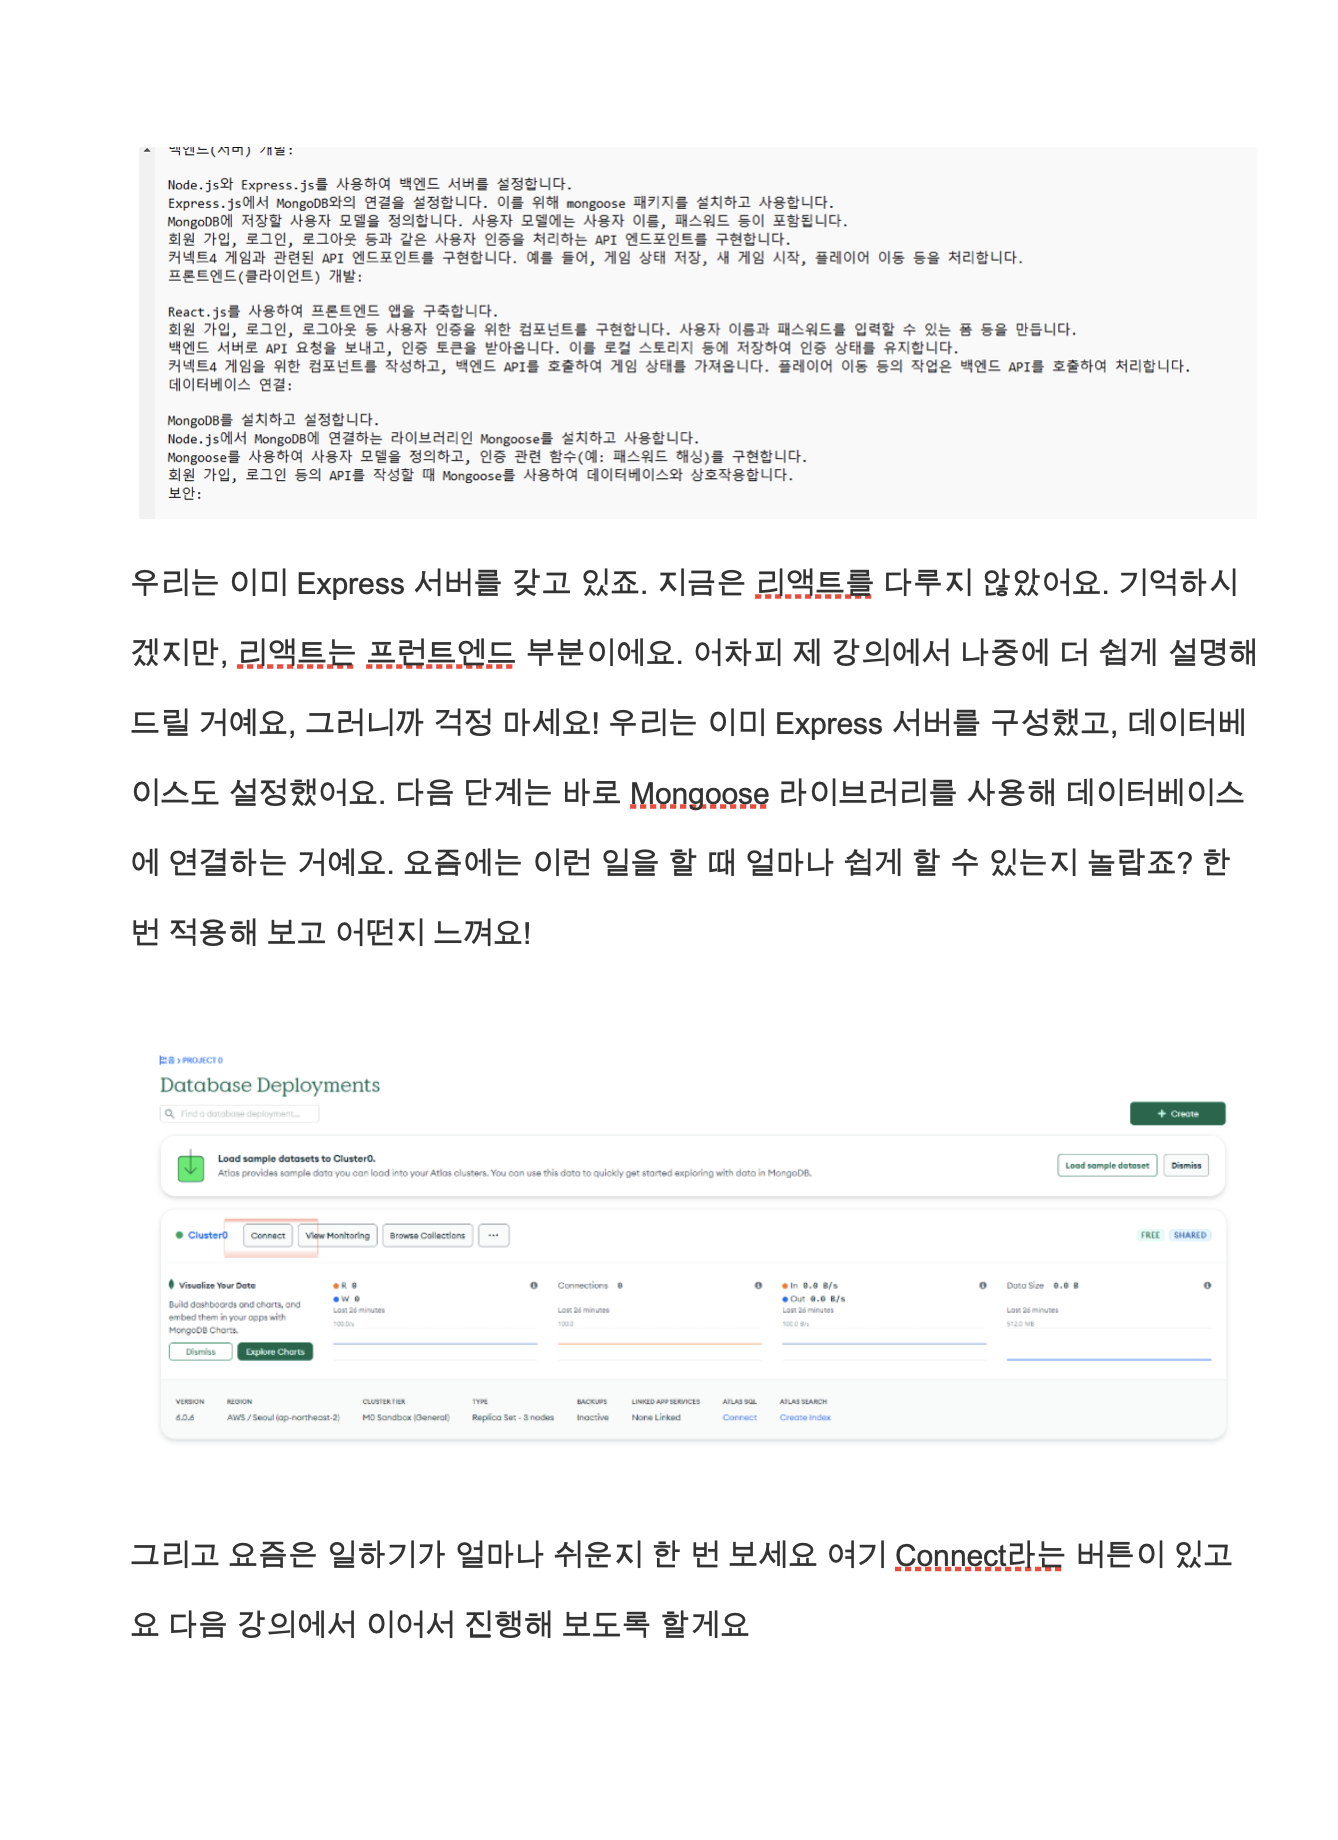 백엔드(서버) 개발:
Node.js와 Express.js를 사용하여 백엔드 서버를 설정합니다.
Express.js에서 MongoDB와의 연결을 설정합니다. 이를 위해 mongoose 패키지를 설치하고 사용합니다.
MongoDB에 저장할 사용자 모델을 정의합니다. 사용자 모델에는 사용자 이름, 패스워드 등이 포함됩니다.
회원 가입, 로그인, 로그아웃 등과 같은 사용자 인증을 처리하는 API 엔드포인트를 구현합니다.
커넥트4 게임과 관련된 API 엔드포인트를 구현합니다. 예를 들어, 게임 상태 저장, 새 게임 시작, 플레이어 이동 등을 처리합니다.
프론트엔드(클라이언트) 개발:
React.js를 사용하여 프론트엔드 앱을 구축합니다.
회원 가입, 로그인, 로그아웃 등 사용자 인증을 위한 컴포넌트를 구현합니다. 사용자 이름과 패스워드를 입력할 수 있는 폼 등을 만듭니다.
백엔드 서버로 API 요청을 보내고, 인증 토큰을 받아옵니다. 이를 로컬 스토리지 등에 저장하여 인증 상태를 유지합니다.
커넥트4 게임을 위한 컴포넌트를 작성하고, 백엔드 API를 호출하여 게임 상태를 가져옵니다. 플레이어 이동 등의 작업은 백엔드 API를 호출하여 처리합니다.
데이터베이스 연결:
MongoDB를 설치하고 설정합니다.
Node.js에서 MongoDB에 연결하는 라이브러리인 Mongoose를 설치하고 사용합니다.
Mongoose를 사용하여 사용자 모델을 정의하고, 인증 관련 함수(예: 패스워드 해싱)를 구현합니다.
회원 가입, 로그인 등의 API를 작성할 때 Mongoose를 사용하여 데이터베이스와 상호작용합니다.
보안:
우리는 이미 Express 서버를 갖고 있죠. 지금은 리액트를 다루지 않았어요. 기억하시
겠지만, 리액트는 프런트엔드 부분이에요. 어차피 제 강의에서 나중에 더 쉽게 설명해
드릴 거예요, 그러니까 걱정 마세요! 우리는 이미 Express 서버를 구성했고, 데이터베
이스도 설정했어요. 다음 단계는 바로 Mongoose 라이브러리를 사용해 데이터베이스
에 연결하는 거예요. 요즘에는 이런 일을 할 때 얼마나 쉽게 할 수 있는지 놀랍죠? 한
번 적용해 보고 어떤지 느껴요!
> PROJECT 0
Database Deployments
Find a database deployment...
+ Create
Load sample datasets to Cluster0.
Atlas provides sample data you can load into your Atlas clusters. You can use this data to quickly get started exploring with data in MongoDB.
Load sample dataset Dismiss
Cluster0 Connect View Monitoring Browse Collections ... FREE SHARED
Visualize Your Data
Build dashboards and charts, and
embed them in your apps with
MongoDB Charts.
Dismiss Explore Charts
R 0
W 0
Last 26 minutes
100.0/s
Connections 0
Last 26 minutes
100.0
In 0.0 B/s
Out 0.0 B/s
Last 26 minutes
100.0 B/s
Data Size 0.0 B
Last 26 minutes
512.0 MB
VERSION REGION CLUSTER TIER TYPE BACKUPS LINKED APP SERVICES ATLAS SQL ATLAS SEARCH
6.0.6 AWS / Seoul (ap-northeast-2) M0 Sandbox (General) Replica Set - 3 nodes Inactive None Linked Connect Create Index
그리고 요즘은 일하기가 얼마나 쉬운지 한 번 보세요 여기 Connect라는 버튼이 있고
요 다음 강의에서 이어서 진행해 보도록 할게요